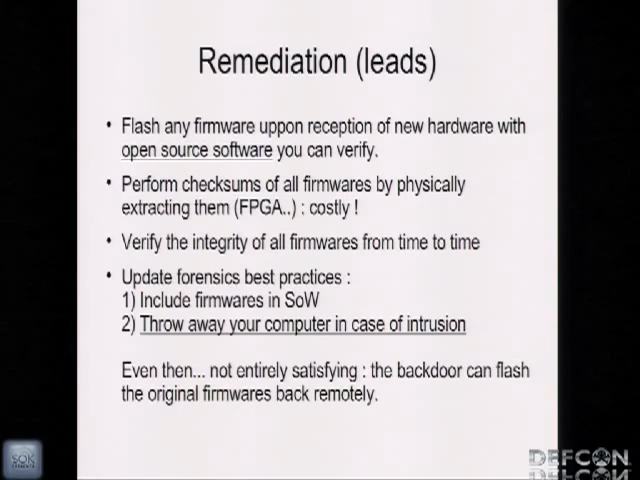 Remediation (leads)
• Flash any firmware uppon reception of new hardware with
open source software you can verify.
• Perform checksums of all firmwares by physically
extracting them (FPGA..) : costly !
• Verify the integrity of all firmwares from time to time
• Update forensics best practices :
1) Include firmwares in SoW
2) Throw away your computer in case of intrusion
Even then... not entirely satisfying : the backdoor can flash
the original firmwares back remotely.
SOK
DEFCON